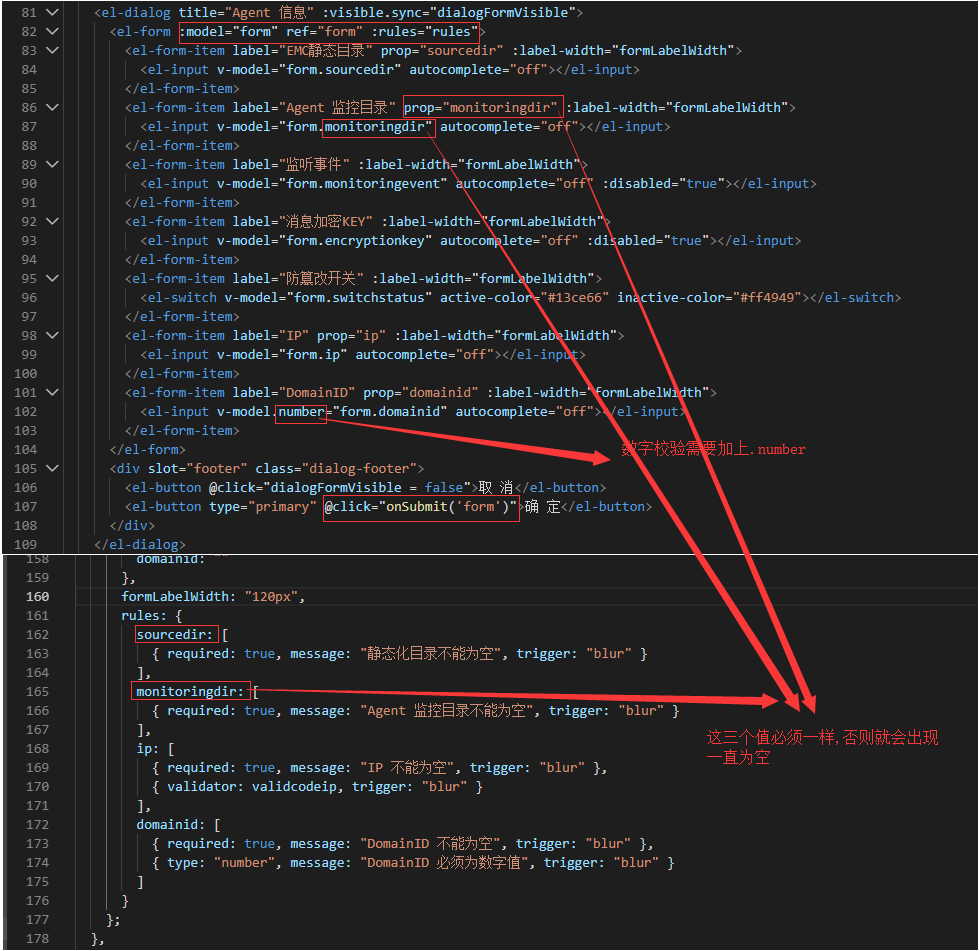 81 <el-dialog title="Agent 信息" :visible.sync="dialogFormVisible">
82 <el-form :model="form" ref="form" :rules="rules">
83 <el-form-item label="EMC静态目录" prop="sourcedir" :label-width="formLabelWidth">
84 <el-input v-model="form.sourcedir" autocomplete="off"></el-input>
85 </el-form-item>
86 <el-form-item label="Agent 监控目录" prop="monitoringdir" :label-width="formLabelWidth">
87 <el-input v-model="form.monitoringdir" autocomplete="off"></el-input>
88 </el-form-item>
89 <el-form-item label="监听事件" :label-width="formLabelWidth">
90 <el-input v-model="form.monitoringevent" autocomplete="off" :disabled="true"></el-input>
91 </el-form-item>
92 <el-form-item label="消息加密KEY" :label-width="formLabelWidth">
93 <el-input v-model="form.encryptionkey" autocomplete="off" :disabled="true"></el-input>
94 </el-form-item>
95 <el-form-item label="防篡改开关" :label-width="formLabelWidth">
96 <el-switch v-model="form.switchstatus" active-color="#13ce66" inactive-color="#ff4949"></el-switch>
97 </el-form-item>
98 <el-form-item label="IP" prop="ip" :label-width="formLabelWidth">
99 <el-input v-model="form.ip" autocomplete="off"></el-input>
100 </el-form-item>
101 <el-form-item label="DomainID" prop="domainid" :label-width="formLabelWidth">
102 <el-input v-model.number="form.domainid" autocomplete="off"></el-input>
103 </el-form-item>
数字校验需要加上.number
104 </el-form>
105 <div slot="footer" class="dialog-footer">
106 <el-button @click="dialogFormVisible = false">取 消</el-button>
107 <el-button type="primary" @click="onSubmit('form')">确 定</el-button>
108 </div>
109 </el-dialog>
158 domainid: ""
159 },
160 formLabelWidth: "120px",
161 rules: {
162 sourcedir: [
163 { required: true, message: "静态化目录不能为空", trigger: "blur" }
164 ],
165 monitoringdir: [
166 { required: true, message: "Agent 监控目录不能为空", trigger: "blur" }
167 ],
这三个值必须一样,否则就会出现
一直为空
168 ip: [
169 { required: true, message: "IP 不能为空", trigger: "blur" },
170 { validator: validcodeip, trigger: "blur" }
171 ],
172 domainid: [
173 { required: true, message: "DomainID 不能为空", trigger: "blur" },
174 { type: "number", message: "DomainID 必须为数字值", trigger: "blur" }
175 ]
176 }
177 };
178 },